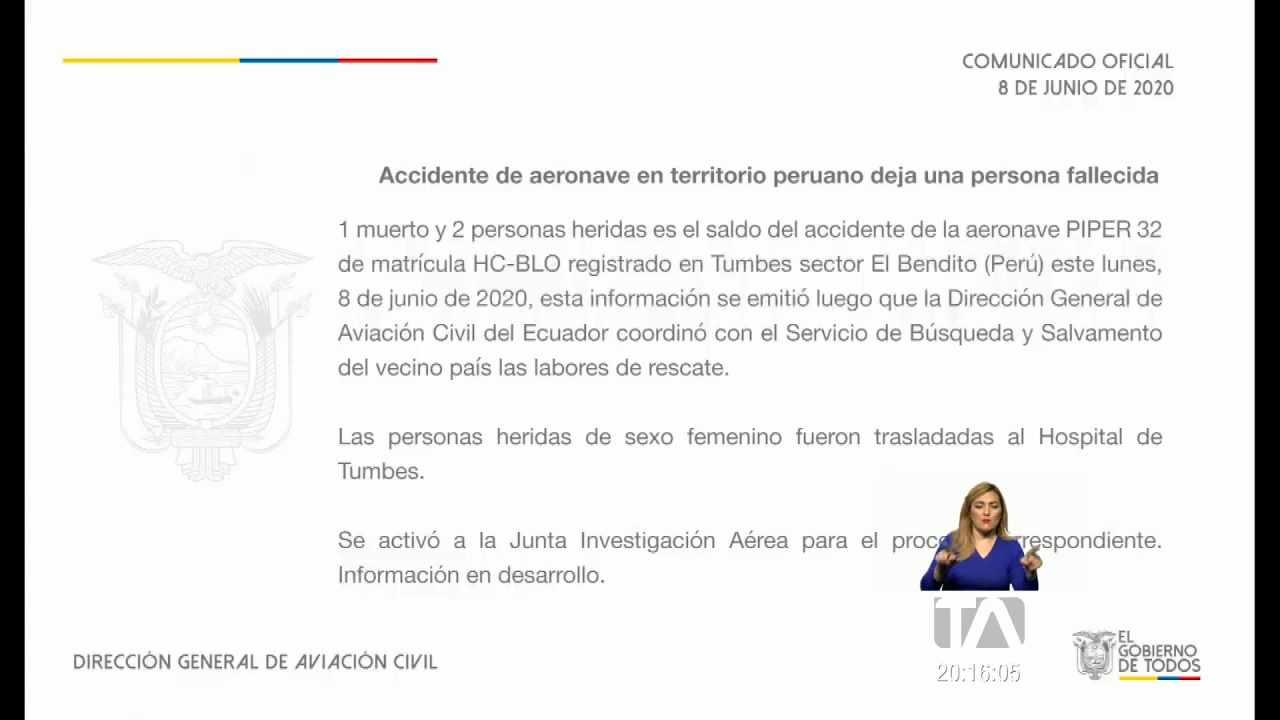 COMUNICADO OFICIAL
8 DE JUNIO DE 2020
Accidente de aeronave en territorio peruano deja una persona fallecida
1 muerto y 2 personas heridas es el saldo del accidente de la aeronave PIPER 32
de matrícula HC-BLO registrado en Tumbes sector El Bendito (Perú) este lunes,
8 de junio de 2020, esta información se emitió luego que la Dirección General de
Aviación Civil del Ecuador coordinó con el Servicio de Búsqueda y Salvamento
del vecino país las labores de rescate.
Las personas heridas de sexo femenino fueron trasladadas al Hospital de
Tumbes.
Se activó a la Junta Investigación Aérea para el
Información en desarrollo.
TA
20:16:05
DIRECCIÓN GENERAL DE AVIACIÓN CIVIL
EL
GOBIERNO
DE TODOS